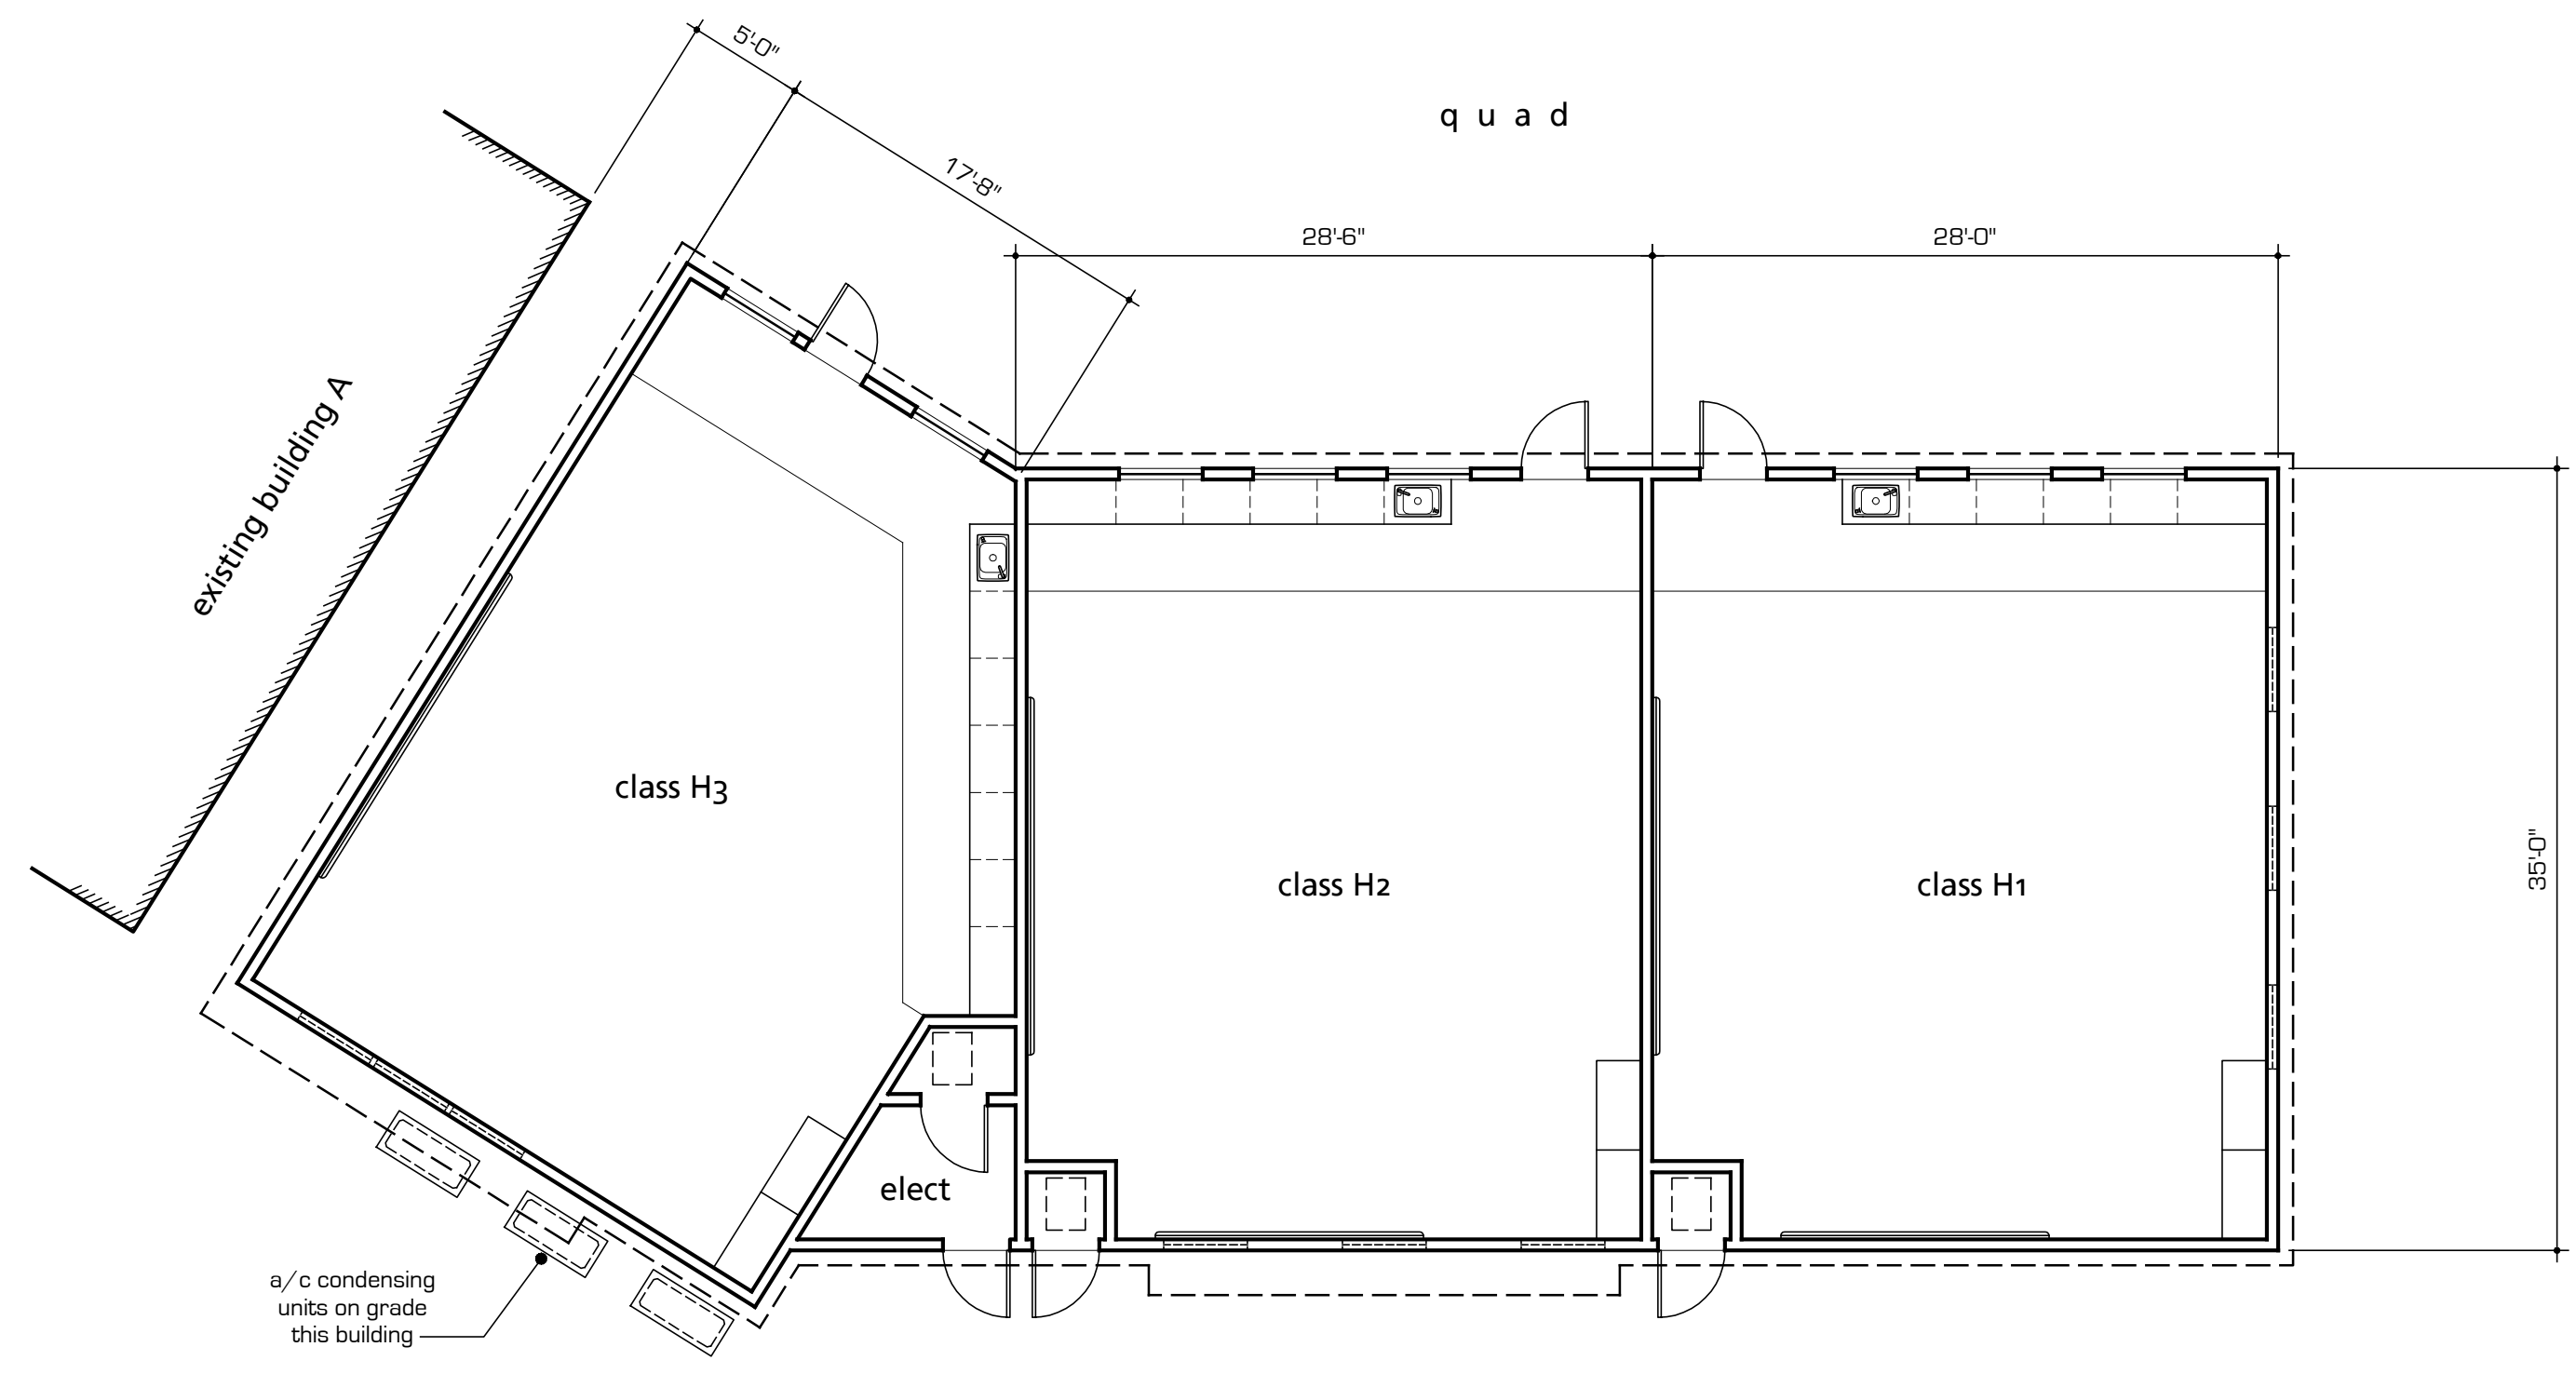 5'-0"
quad
17'-8"
28'-6"
28'-0"
existing building A
class H3
class H2
class H1
35'-0"
elect
a/c condensing
units on grade
this building